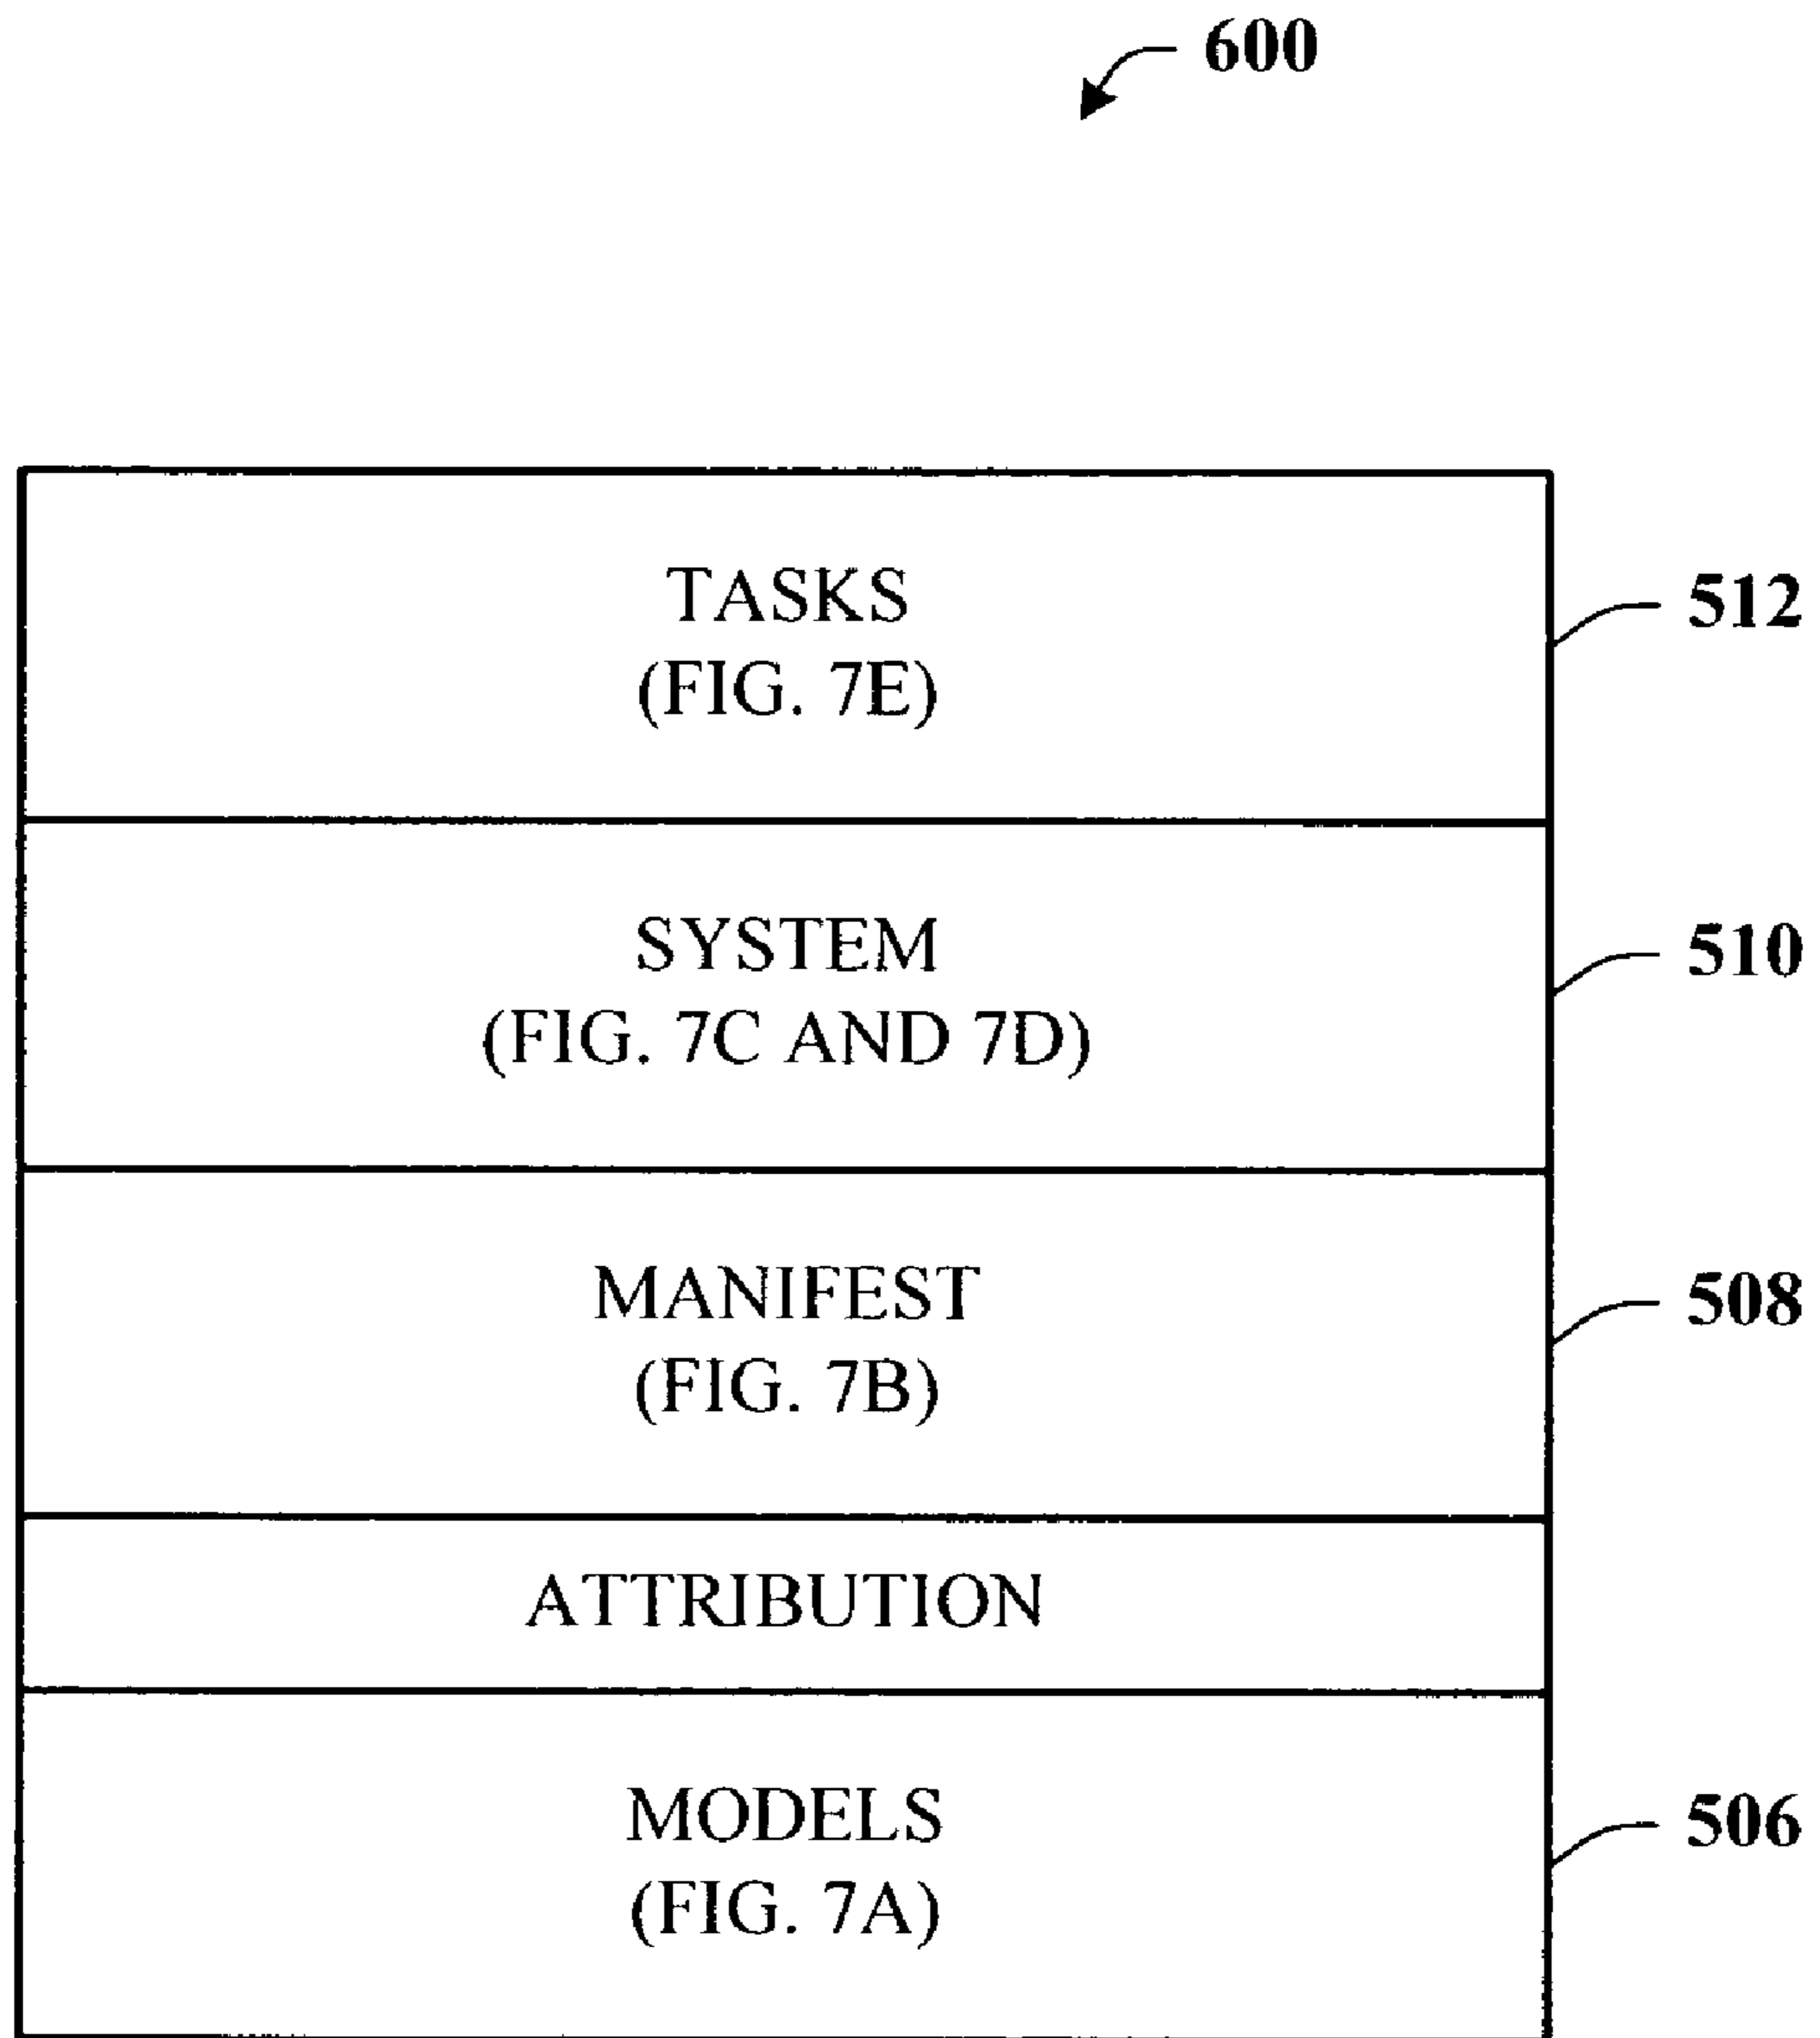 600
TASKS
(FIG. 7E)
512
SYSTEM
(FIG. 7C AND 7D)
510
MANIFEST
(FIG. 7B)
508
ATTRIBUTION
MODELS
(FIG. 7A)
506